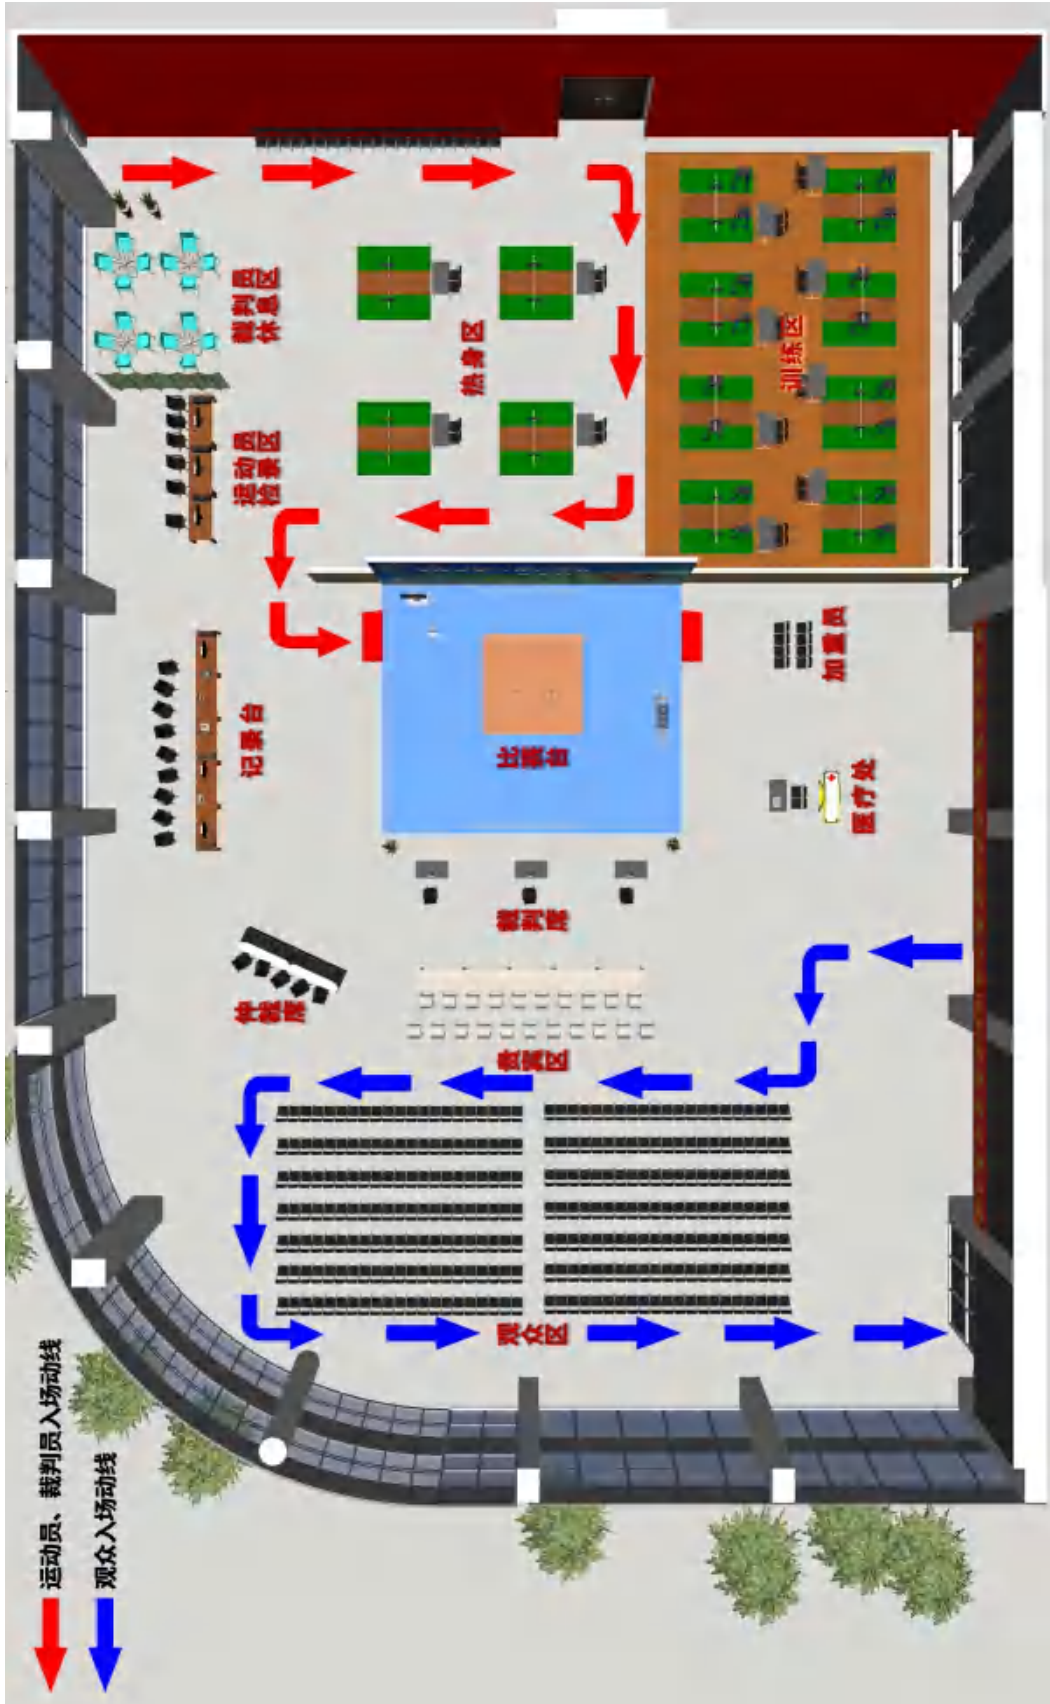 裁判员
休息区
热身区
训练区
运动员
检录区
加重员
记录台
比赛台
医疗处
裁判席
仲裁席
贵宾区
观众区
运动员、裁判员入场动线
观众入场动线